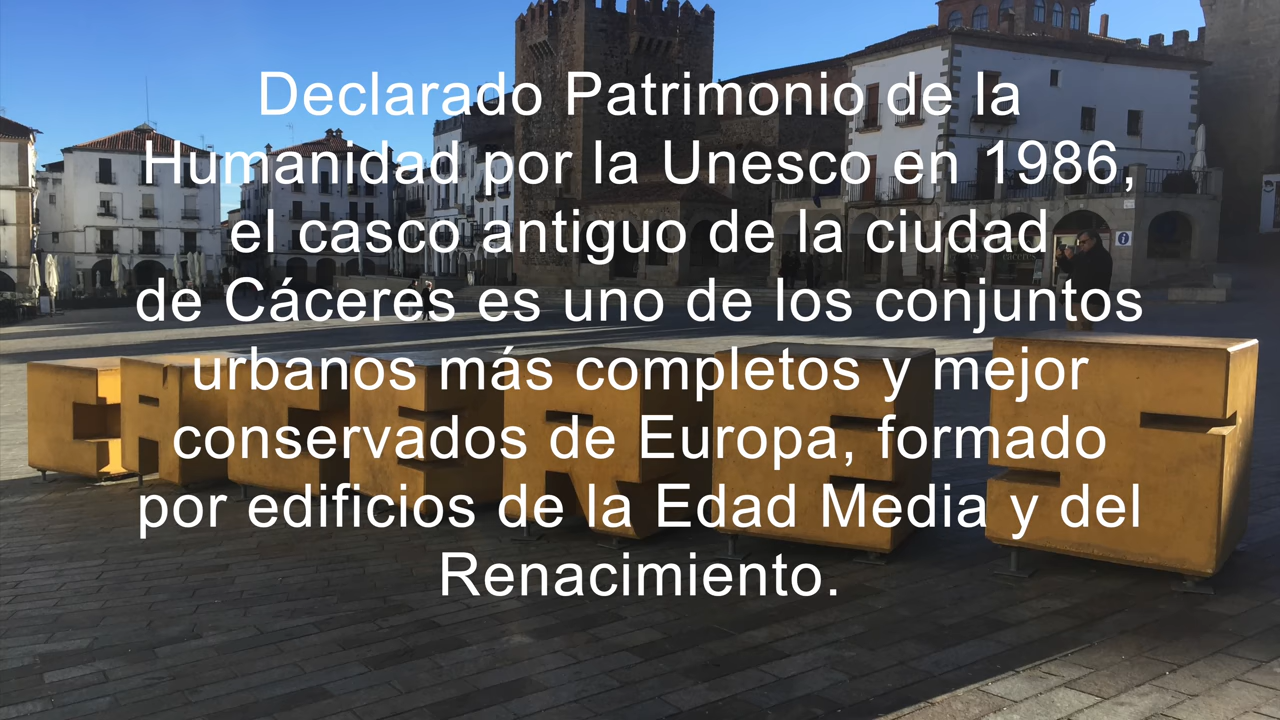 Declarado Patrimonio de la
Humanidad por la Unesco en 1986,
el casco antiguo de la ciudad
de Cáceres es uno de los conjuntos
urbanos más completos y mejor
conservados de Europa, formado
por edificios de la Edad Media y del
Renacimiento.
CACERES
i